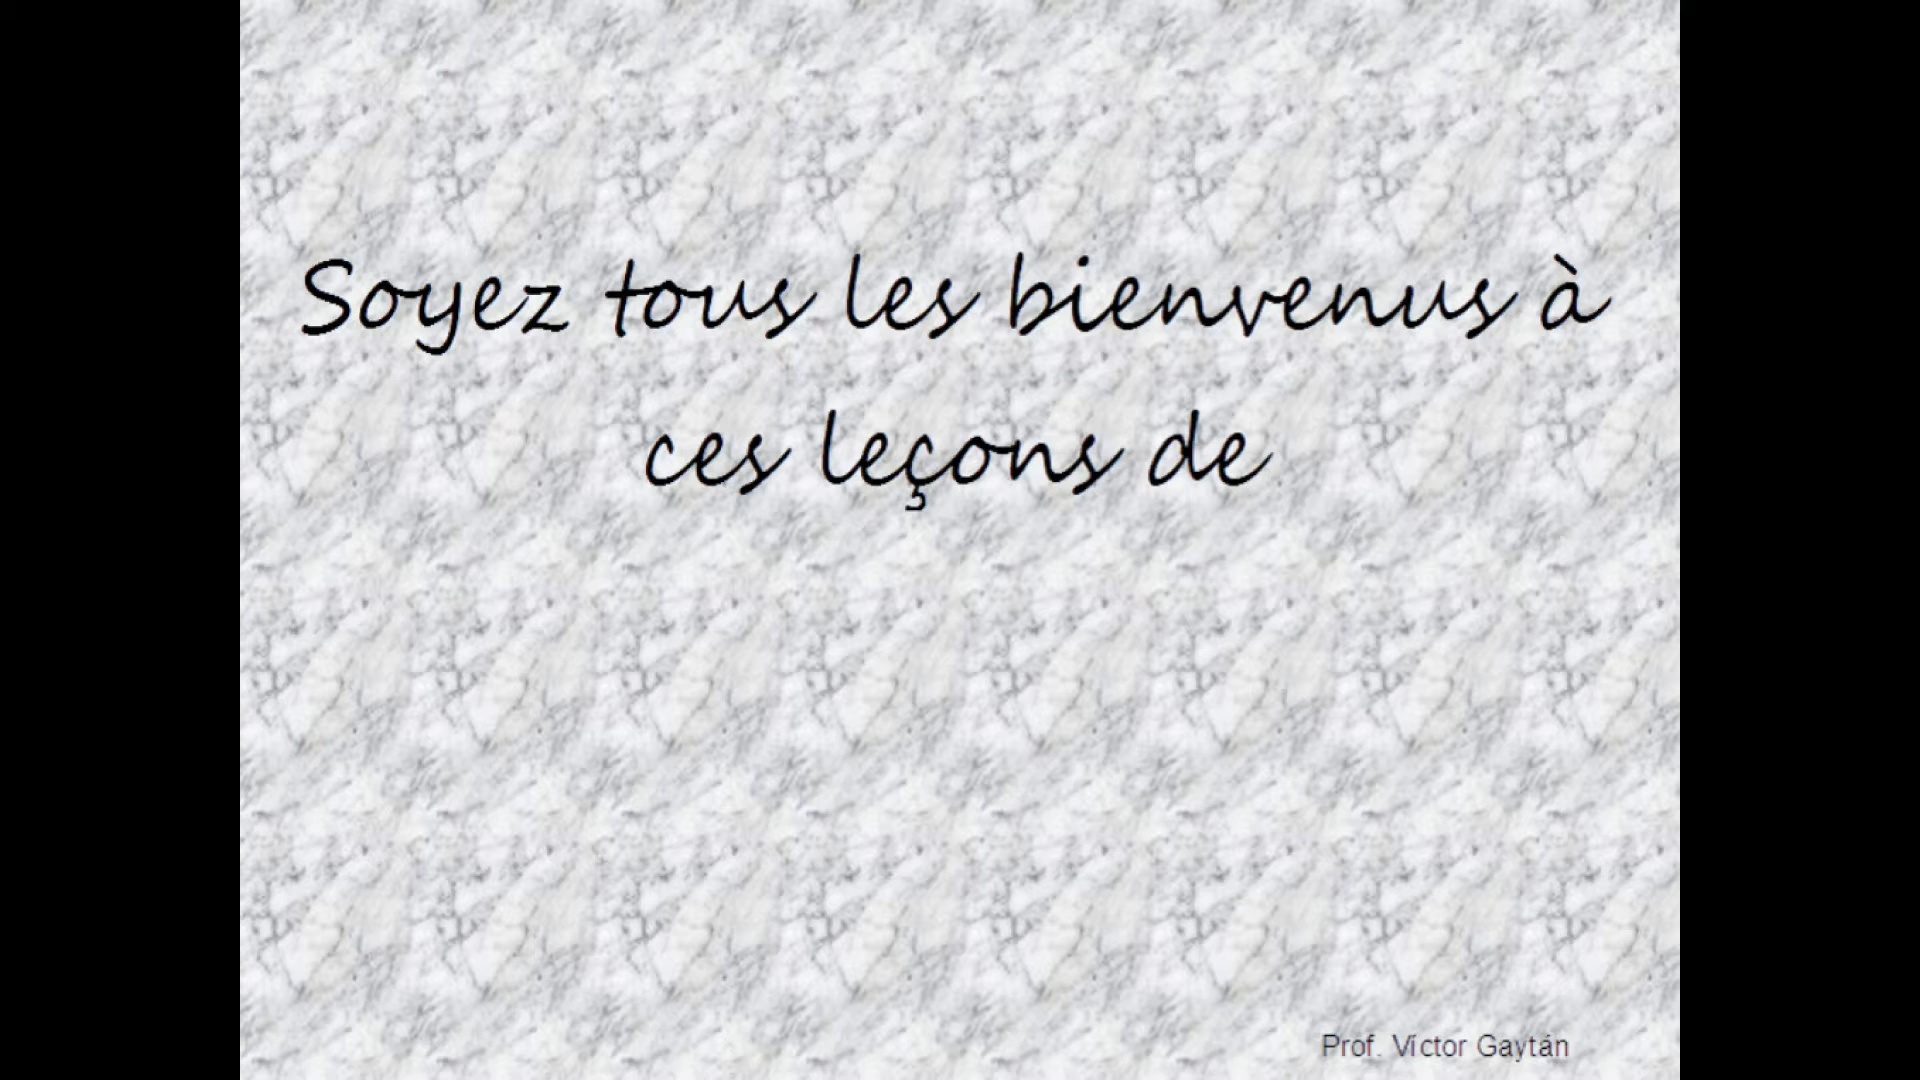 Soyez tous les bienvenus à
ces leçons de
Prof. Víctor Gaytán